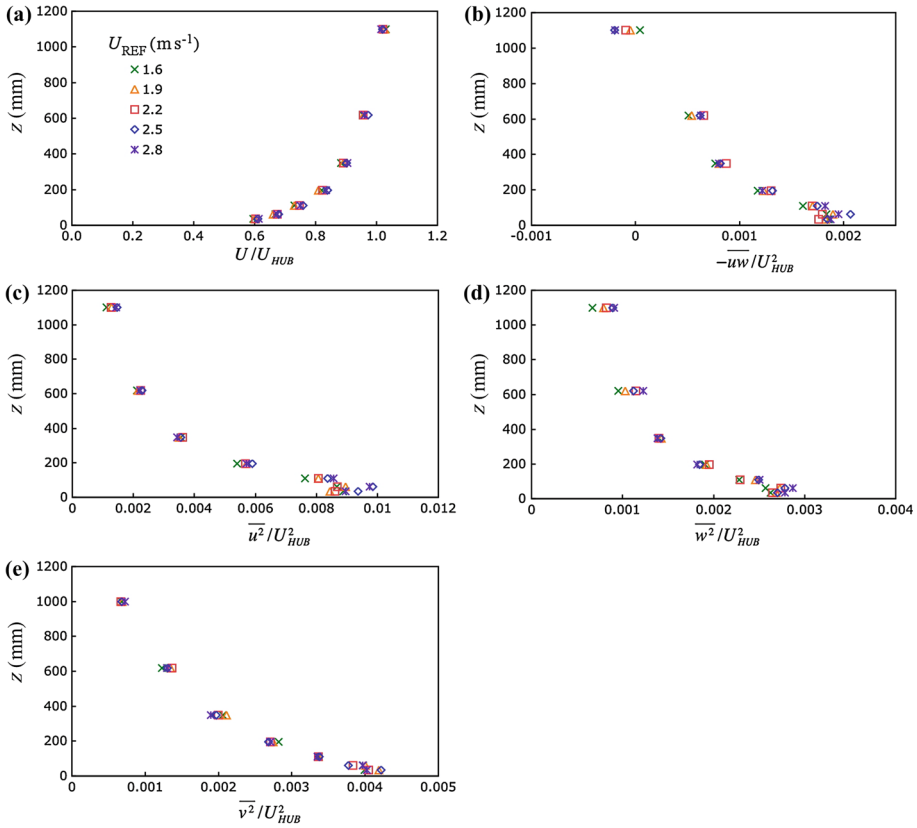 (a)
1200
1000
800
600
400
200
0
z (mm)
U_REF (m s⁻¹)
1.6
1.9
2.2
2.5
2.8
0.0 0.2 0.4 0.6 0.8 1.0 1.2
U/U_HUB
(b)
1200
1000
800
600
400
200
0
z (mm)
-0.001 0 0.001 0.002
−u̅w̅/U²_HUB
(c)
1200
1000
800
600
400
200
0
z (mm)
0 0.002 0.004 0.006 0.008 0.01 0.012
u̅²̅/U²_HUB
(d)
1200
1000
800
600
400
200
0
z (mm)
0 0.001 0.002 0.003 0.004
w̅²̅/U²_HUB
(e)
1200
1000
800
600
400
200
0
z (mm)
0 0.001 0.002 0.003 0.004 0.005
v̅²̅/U²_HUB